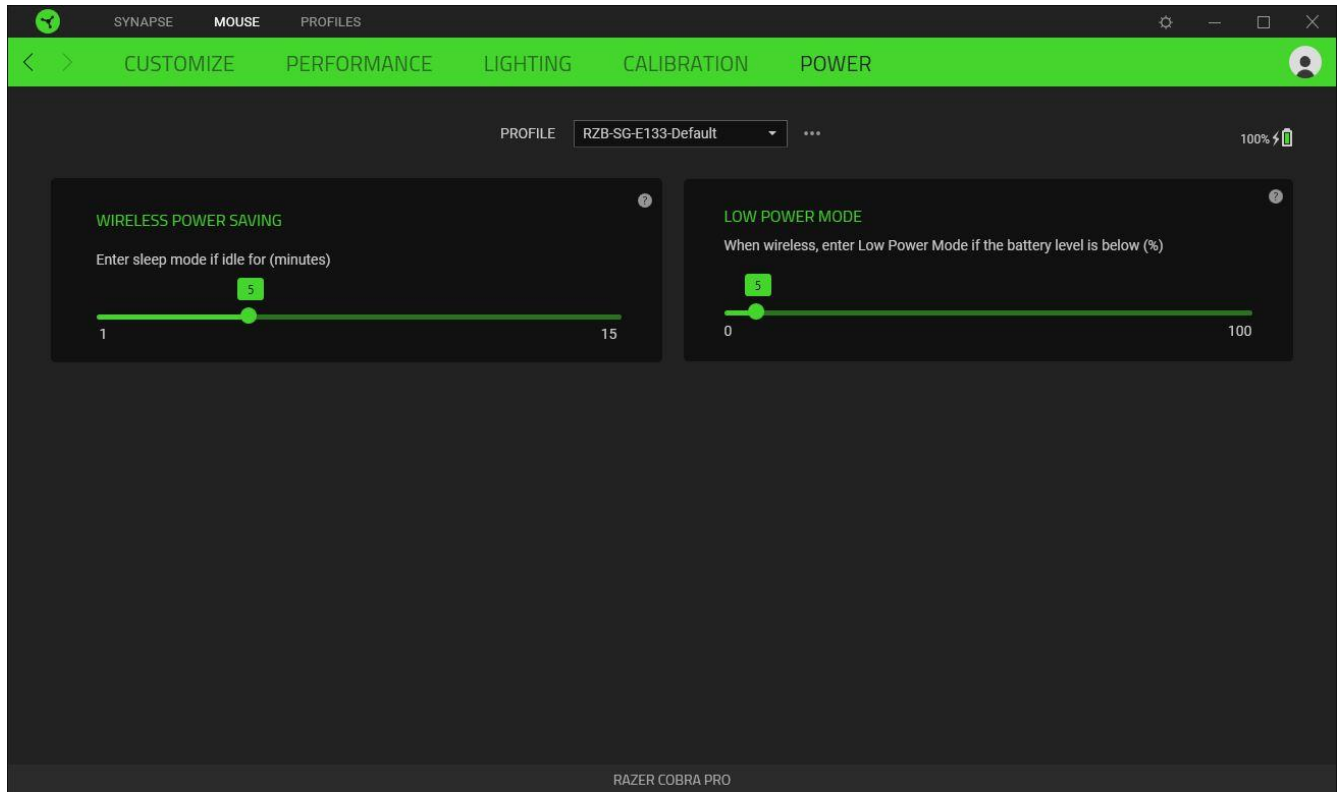 SYNAPSE MOUSE PROFILES
CUSTOMIZE PERFORMANCE LIGHTING CALIBRATION POWER
PROFILE RZB-SG-E133-Default
100%
WIRELESS POWER SAVING
Enter sleep mode if idle for (minutes)
5
1 15
LOW POWER MODE
When wireless, enter Low Power Mode if the battery level is below (%)
5
0 100
RAZER COBRA PRO